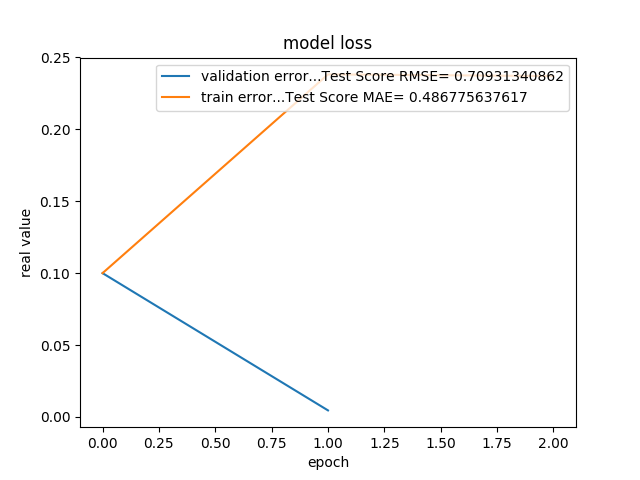 model loss
validation error...Test Score RMSE= 0.70931340862
train error...Test Score MAE= 0.486775637617
0.25
0.20
0.15
0.10
0.05
0.00
real value
0.00 0.25 0.50 0.75 1.00 1.25 1.50 1.75 2.00
epoch